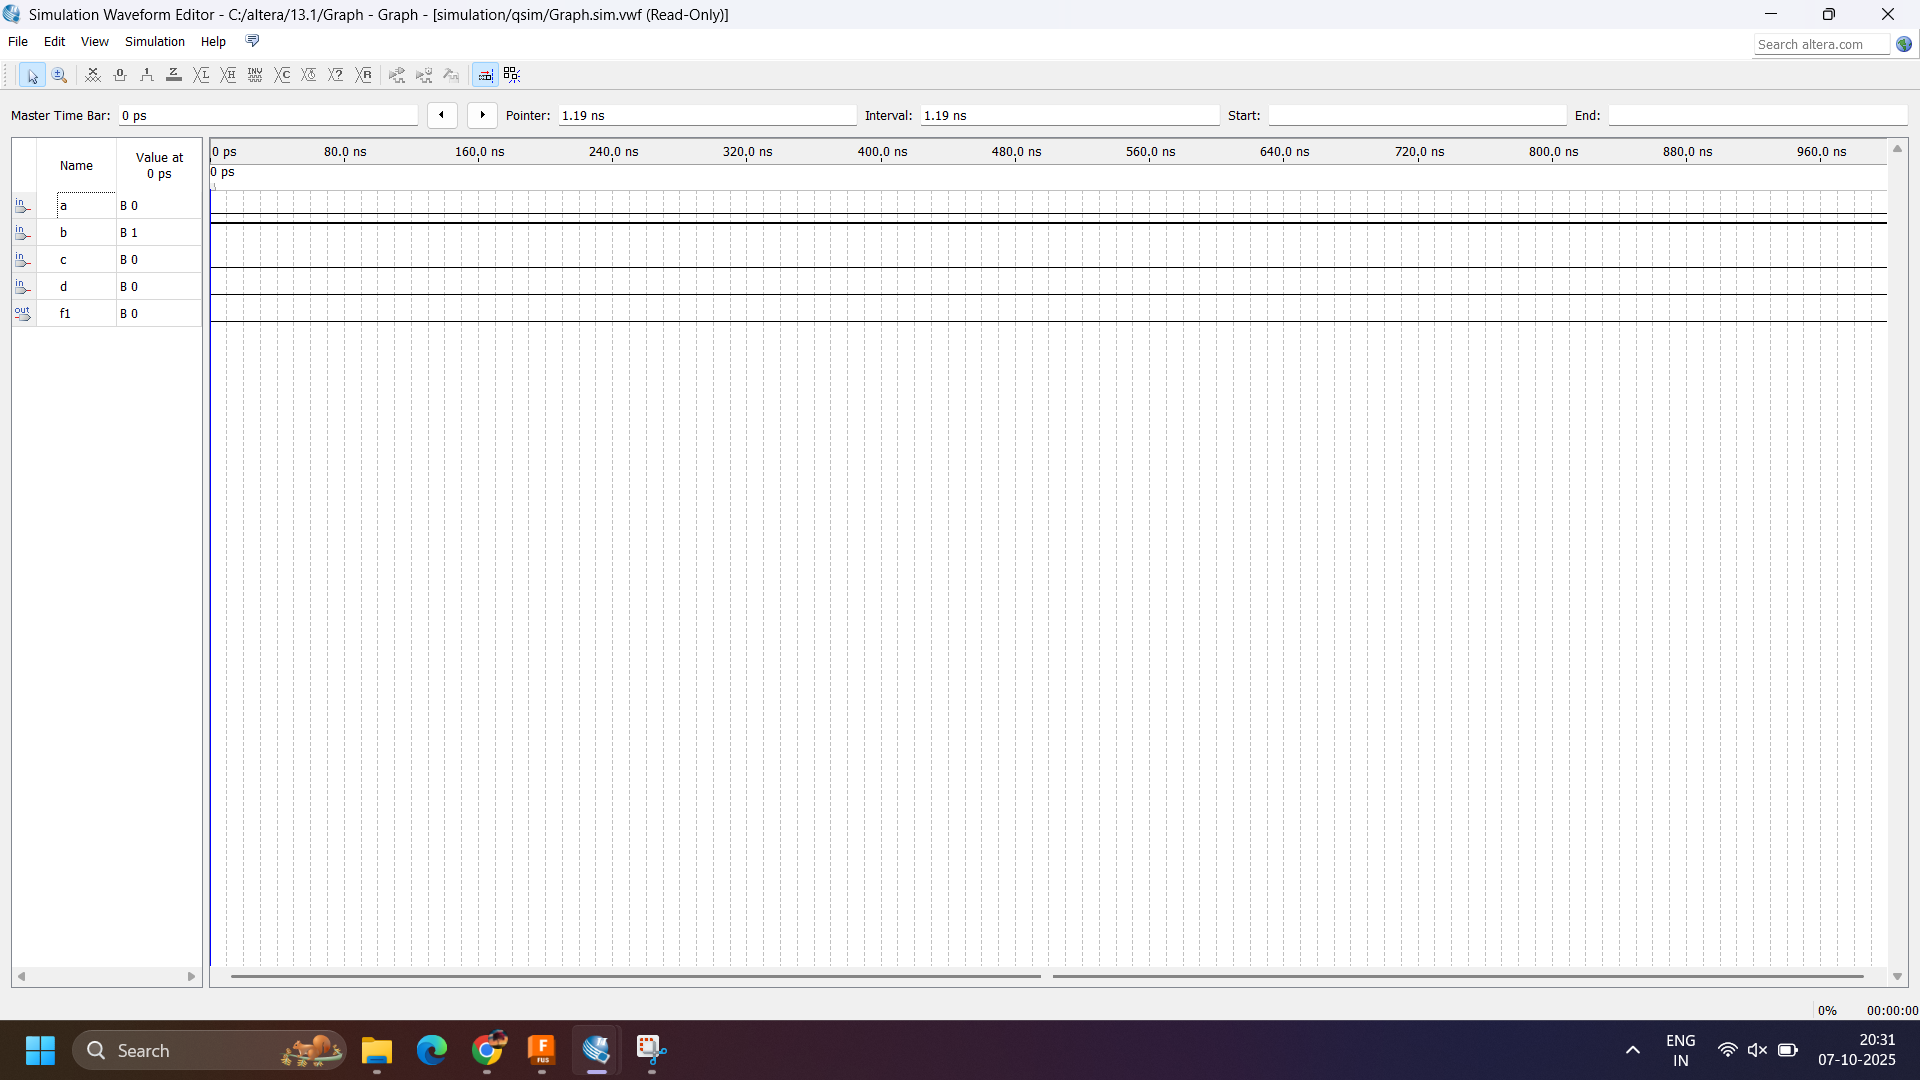 Simulation Waveform Editor - C:/altera/13.1/Graph - Graph - [simulation/qsim/Graph.sim.vwf (Read-Only)]
File Edit View Simulation Help
Search altera.com
Master Time Bar: 0 ps Pointer: 1.19 ns Interval: 1.19 ns Start: End:
Name Value at 0 ps
0 ps 80.0 ns 160.0 ns 240.0 ns 320.0 ns 400.0 ns 480.0 ns 560.0 ns 640.0 ns 720.0 ns 800.0 ns 880.0 ns 960.0 ns
0 ps
in a B 0
in b B 1
in c B 0
in d B 0
out f1 B 0
0% 00:00:00
Search
FUS
ENG
IN
20:31
07-10-2025